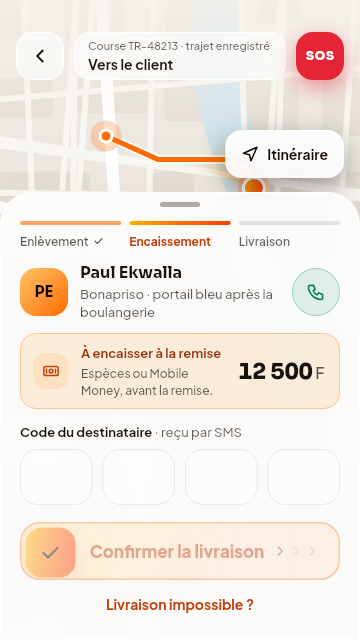 Course TR-48213 · trajet enregistré
Vers le client
SOS
Itinéraire
Enlèvement
Encaissement
Livraison
PE
Paul Ekwalla
Bonapriso · portail bleu après la
boulangerie
À encaisser à la remise
Espèces ou Mobile
Money, avant la remise.
12 500 F
Code du destinataire · reçu par SMS
Confirmer la livraison
Livraison impossible ?